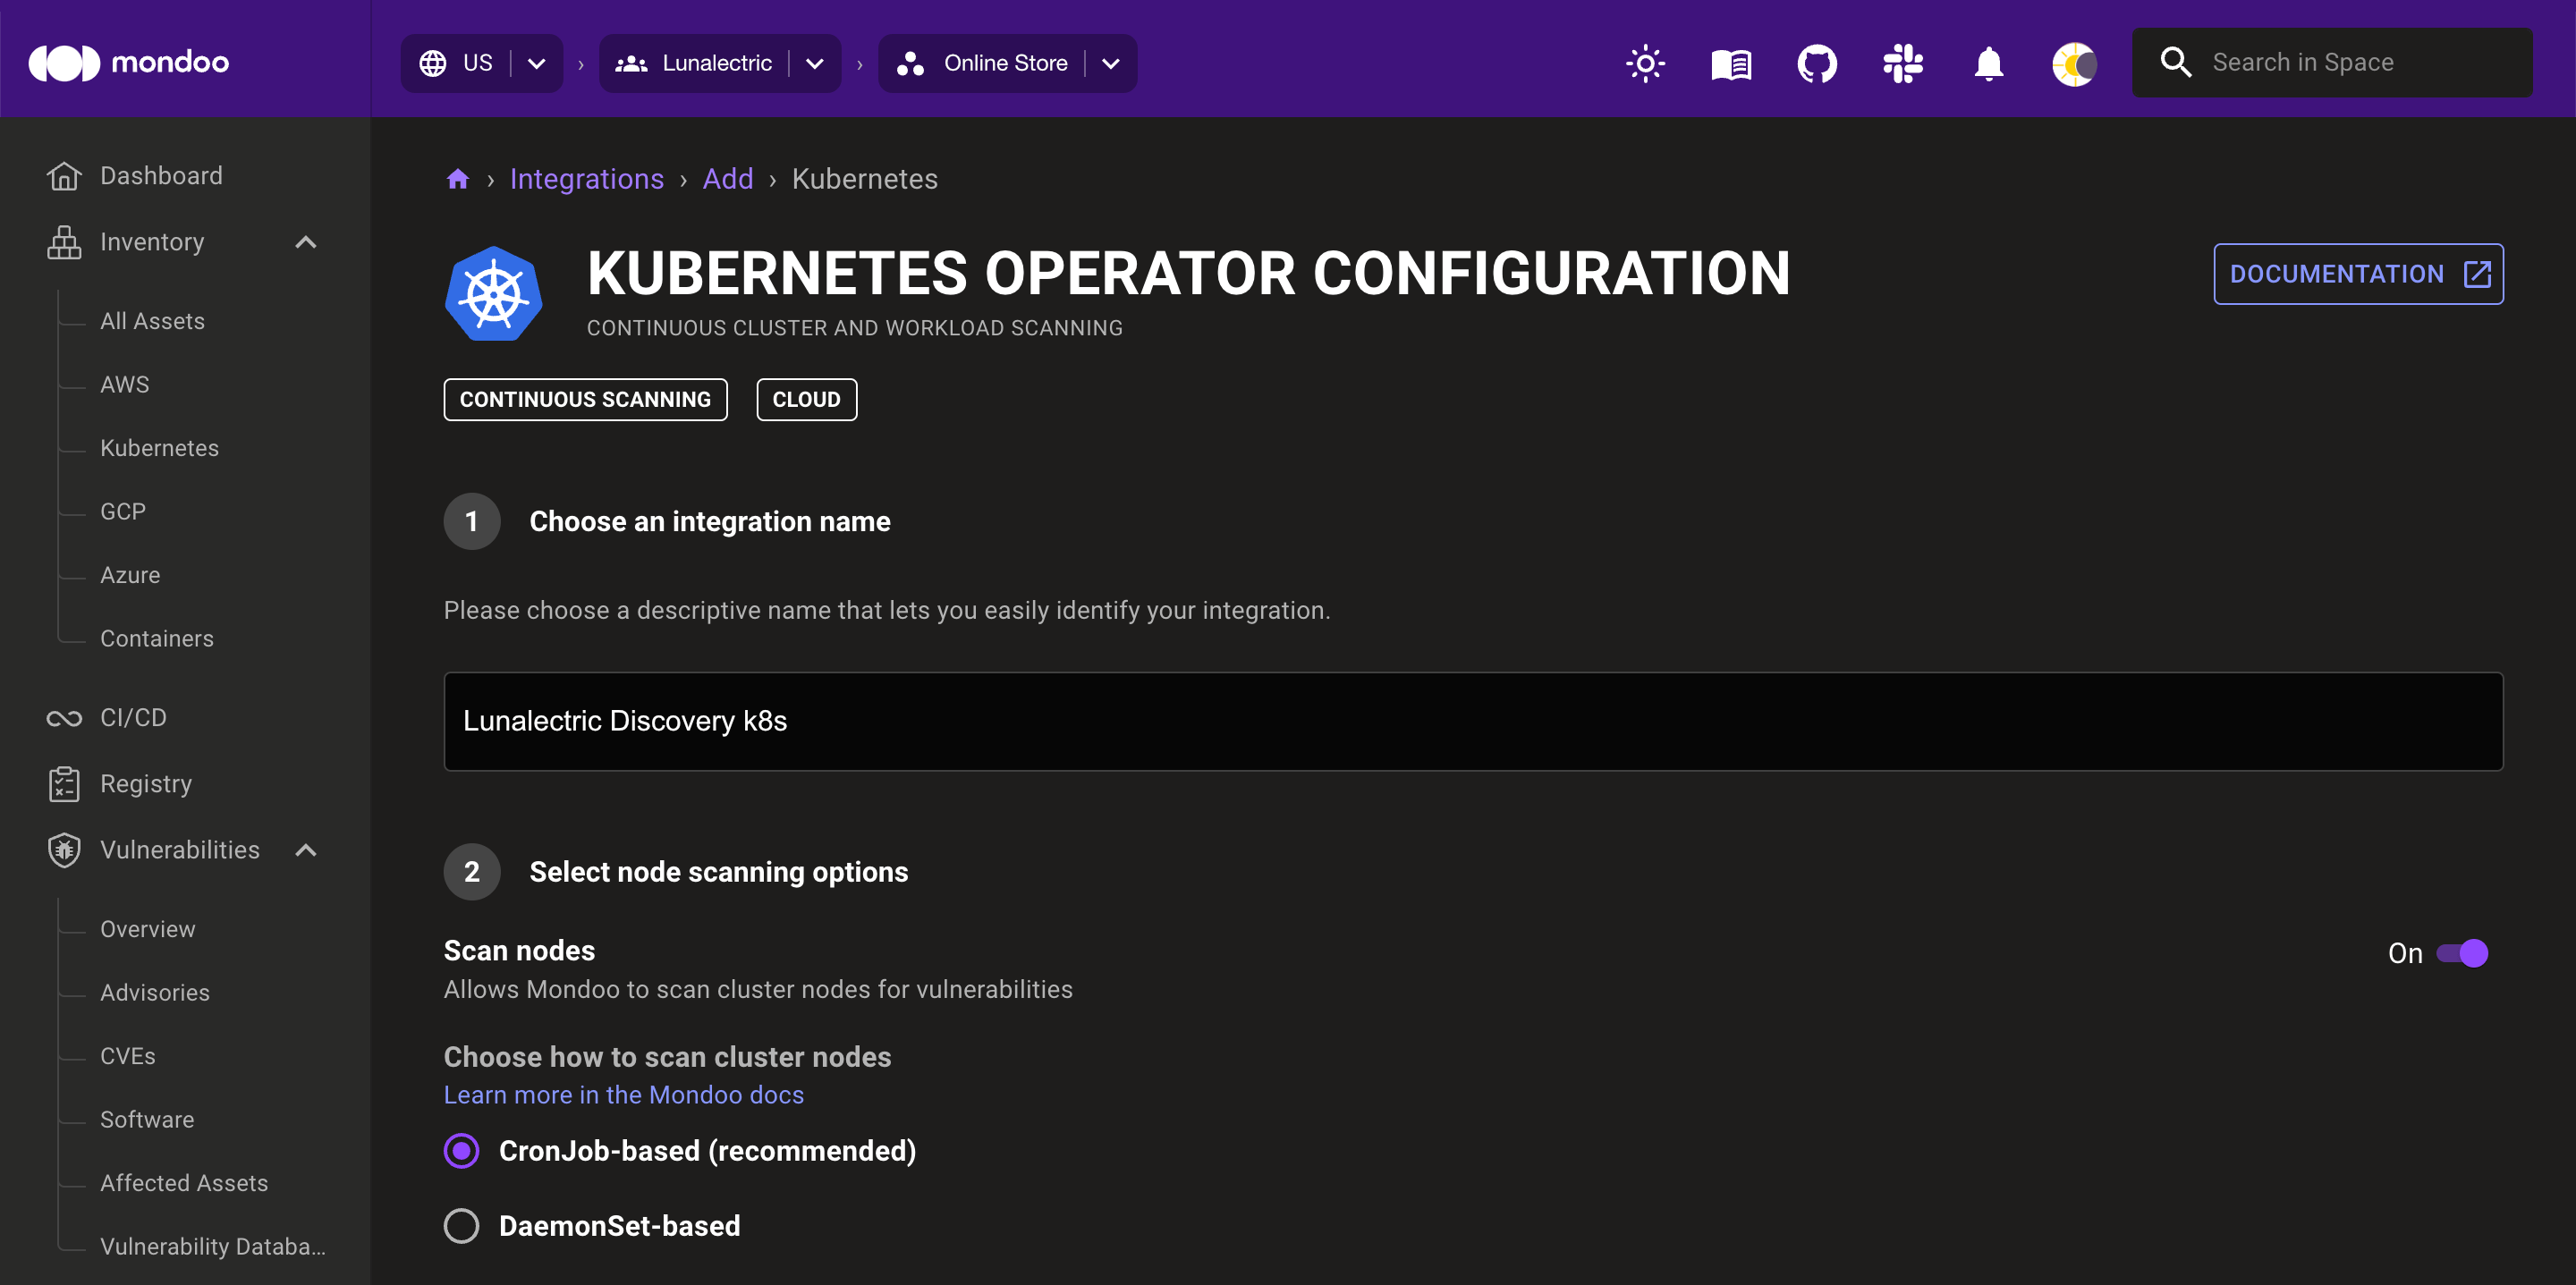 mondoo
US
Lunalectric
Online Store
Search in Space
Dashboard
Inventory
All Assets
AWS
Kubernetes
GCP
Azure
Containers
CI/CD
Registry
Vulnerabilities
Overview
Advisories
CVEs
Software
Affected Assets
Vulnerability Databa...
Integrations › Add › Kubernetes
KUBERNETES OPERATOR CONFIGURATION
CONTINUOUS CLUSTER AND WORKLOAD SCANNING
DOCUMENTATION
CONTINUOUS SCANNING
CLOUD
1 Choose an integration name
Please choose a descriptive name that lets you easily identify your integration.
Lunalectric Discovery k8s
2 Select node scanning options
Scan nodes
On
Allows Mondoo to scan cluster nodes for vulnerabilities
Choose how to scan cluster nodes
Learn more in the Mondoo docs
CronJob-based (recommended)
DaemonSet-based